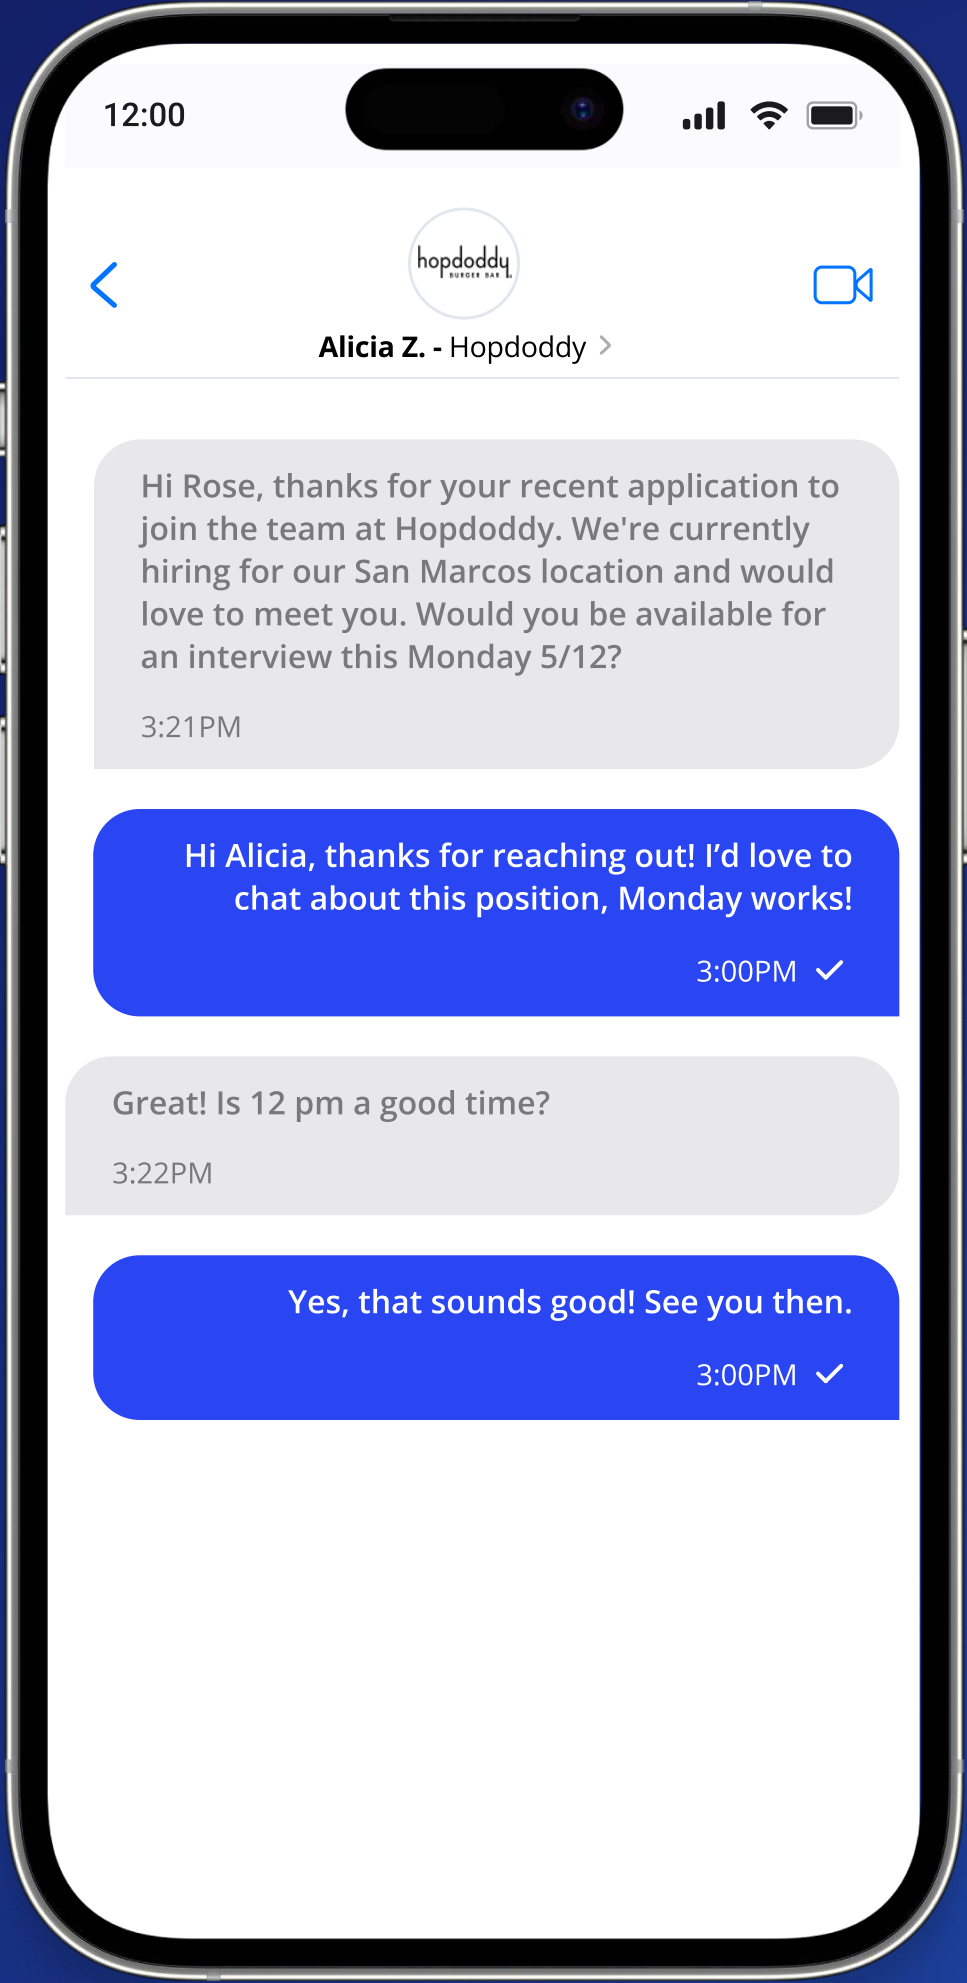 12:00
hopdoddy
BURGER BAR
Alicia Z. - Hopdoddy
Hi Rose, thanks for your recent application to
join the team at Hopdoddy. We're currently
hiring for our San Marcos location and would
love to meet you. Would you be available for
an interview this Monday 5/12?
3:21PM
Hi Alicia, thanks for reaching out! I’d love to
chat about this position, Monday works!
3:00PM
Great! Is 12 pm a good time?
3:22PM
Yes, that sounds good! See you then.
3:00PM